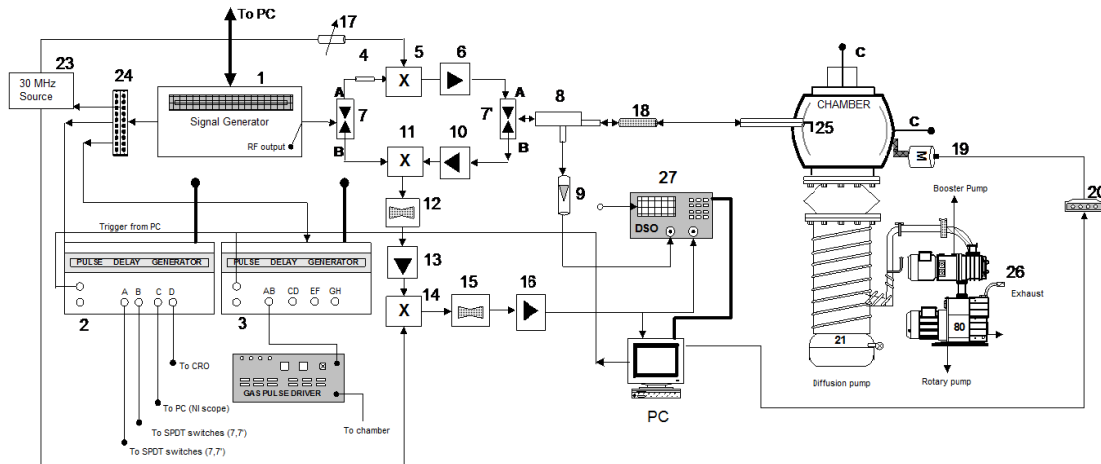 To PC
17
5
6
4
23
24
1
30 MHz
Source
Signal Generator
RF output
A
7
B
X
A
7'
B
8
18
C
CHAMBER
25
C
M
19
20
11
X
10
12
9
27
DSO
Booster Pump
Trigger from PC
PULSE DELAY GENERATOR
A B C D
2
PULSE DELAY GENERATOR
AB CD EF GH
3
13
X
14
15
16
26
Exhaust
80
21
Diffusion pump
Rotary pump
PC
To CRO
GAS PULSE DRIVER
To PC (NI scope)
To SPDT switches (7,7')
To SPDT switches (7,7')
To chamber